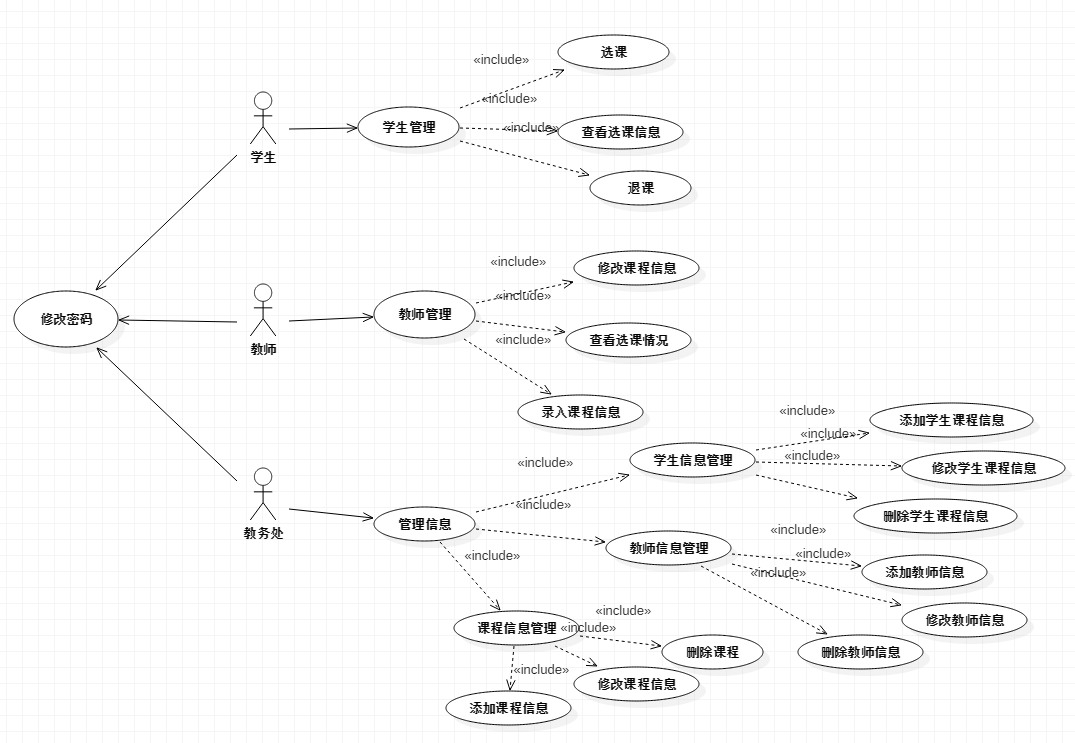 选课
«include»
«include»
学生管理
«include»
查看选课信息
学生
退课
«include»
修改课程信息
«include»
修改密码
教师管理
教师
«include»
查看选课情况
录入课程信息
«include»
添加学生课程信息
«include»
«include»
学生信息管理
«include»
修改学生课程信息
«include»
管理信息
删除学生课程信息
教务处
«include»
教师信息管理
«include»
«include»
«include»
添加教师信息
«include»
修改教师信息
课程信息管理
«include»
删除课程
删除教师信息
«include»
修改课程信息
添加课程信息